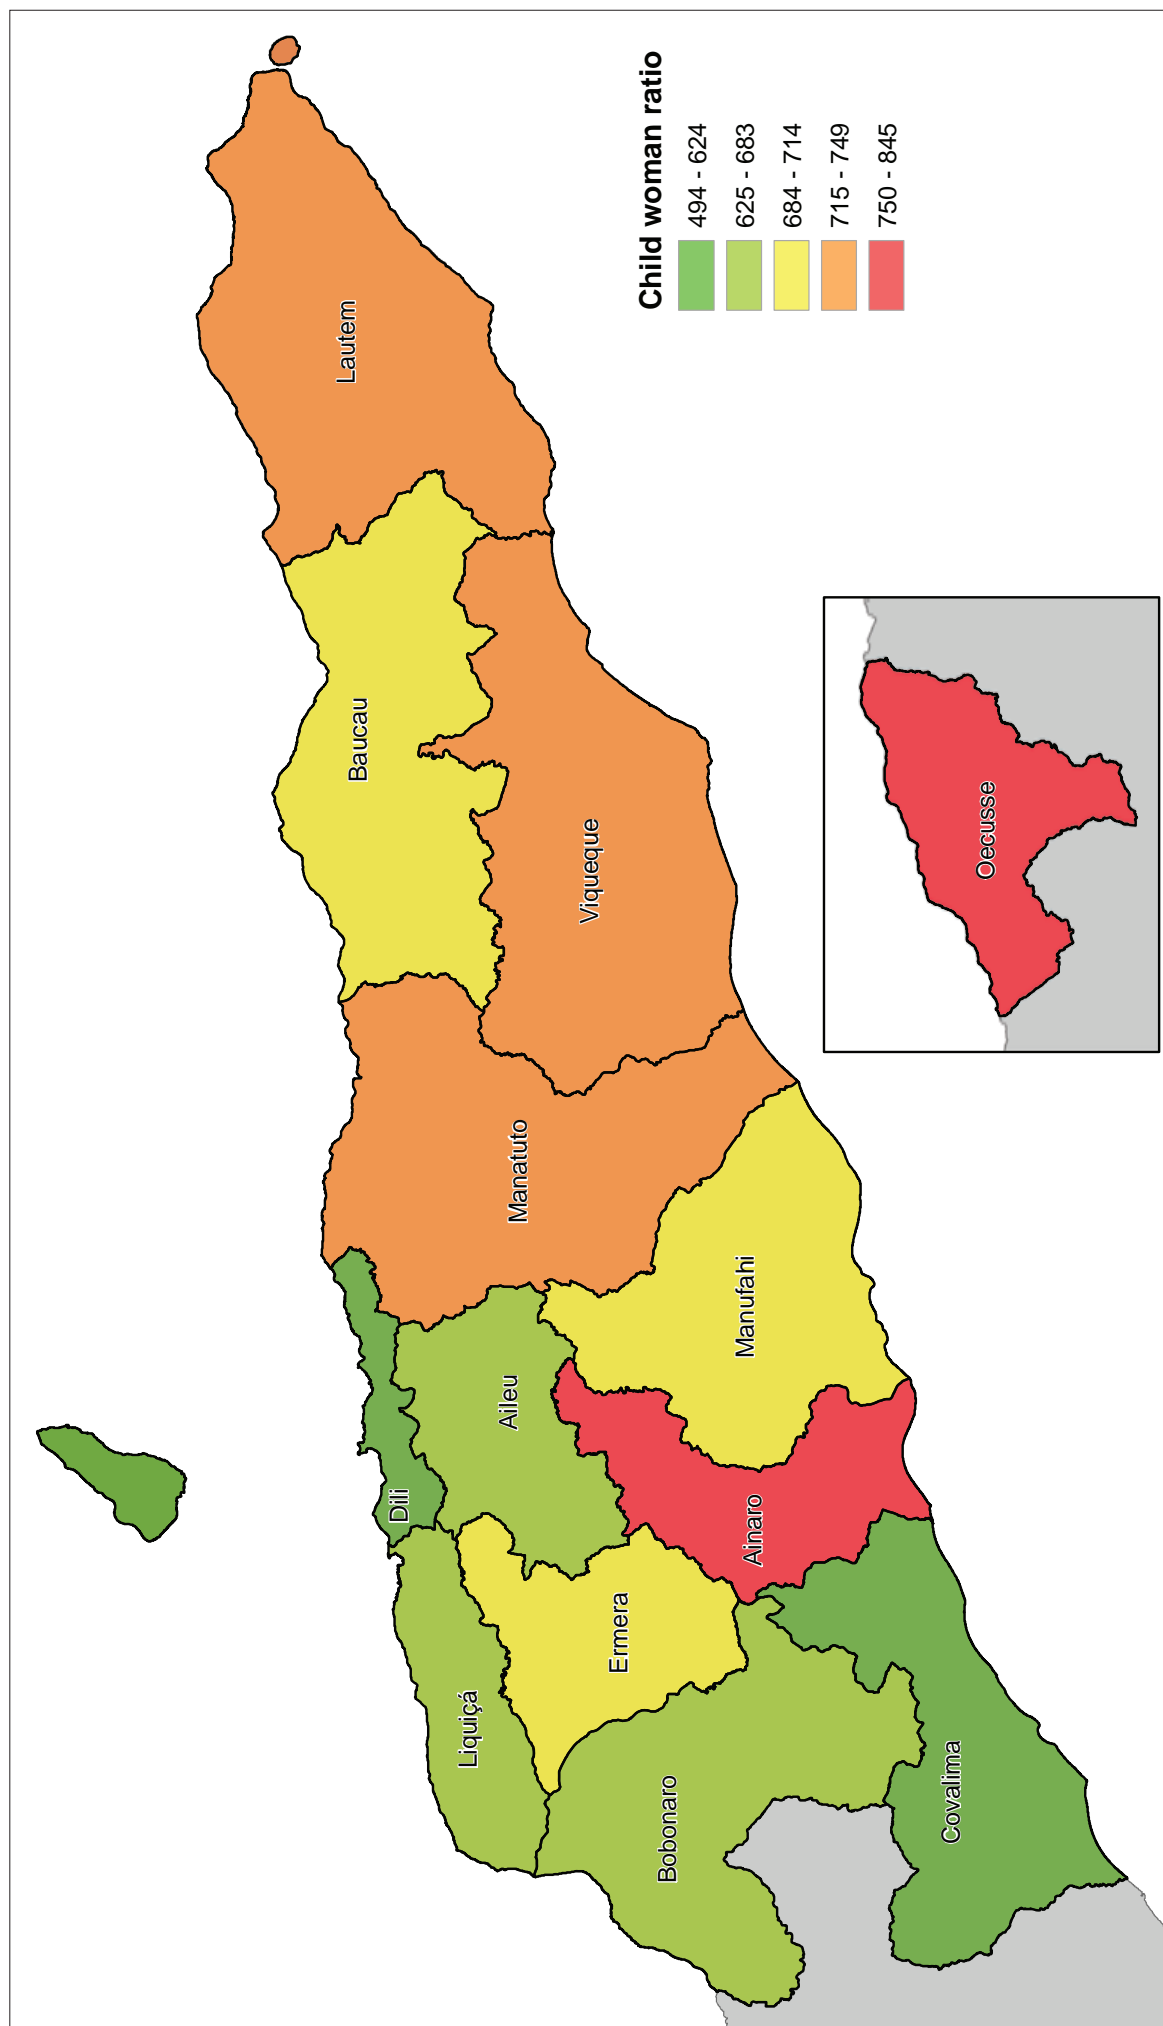 Child woman ratio
494 - 624
625 - 683
684 - 714
715 - 749
750 - 845
Lautem
Baucau
Viqueque
Manatuto
Manufahi
Aileu
Dili
Ainaro
Ermera
Liquiçá
Bobonaro
Covalima
Oecusse